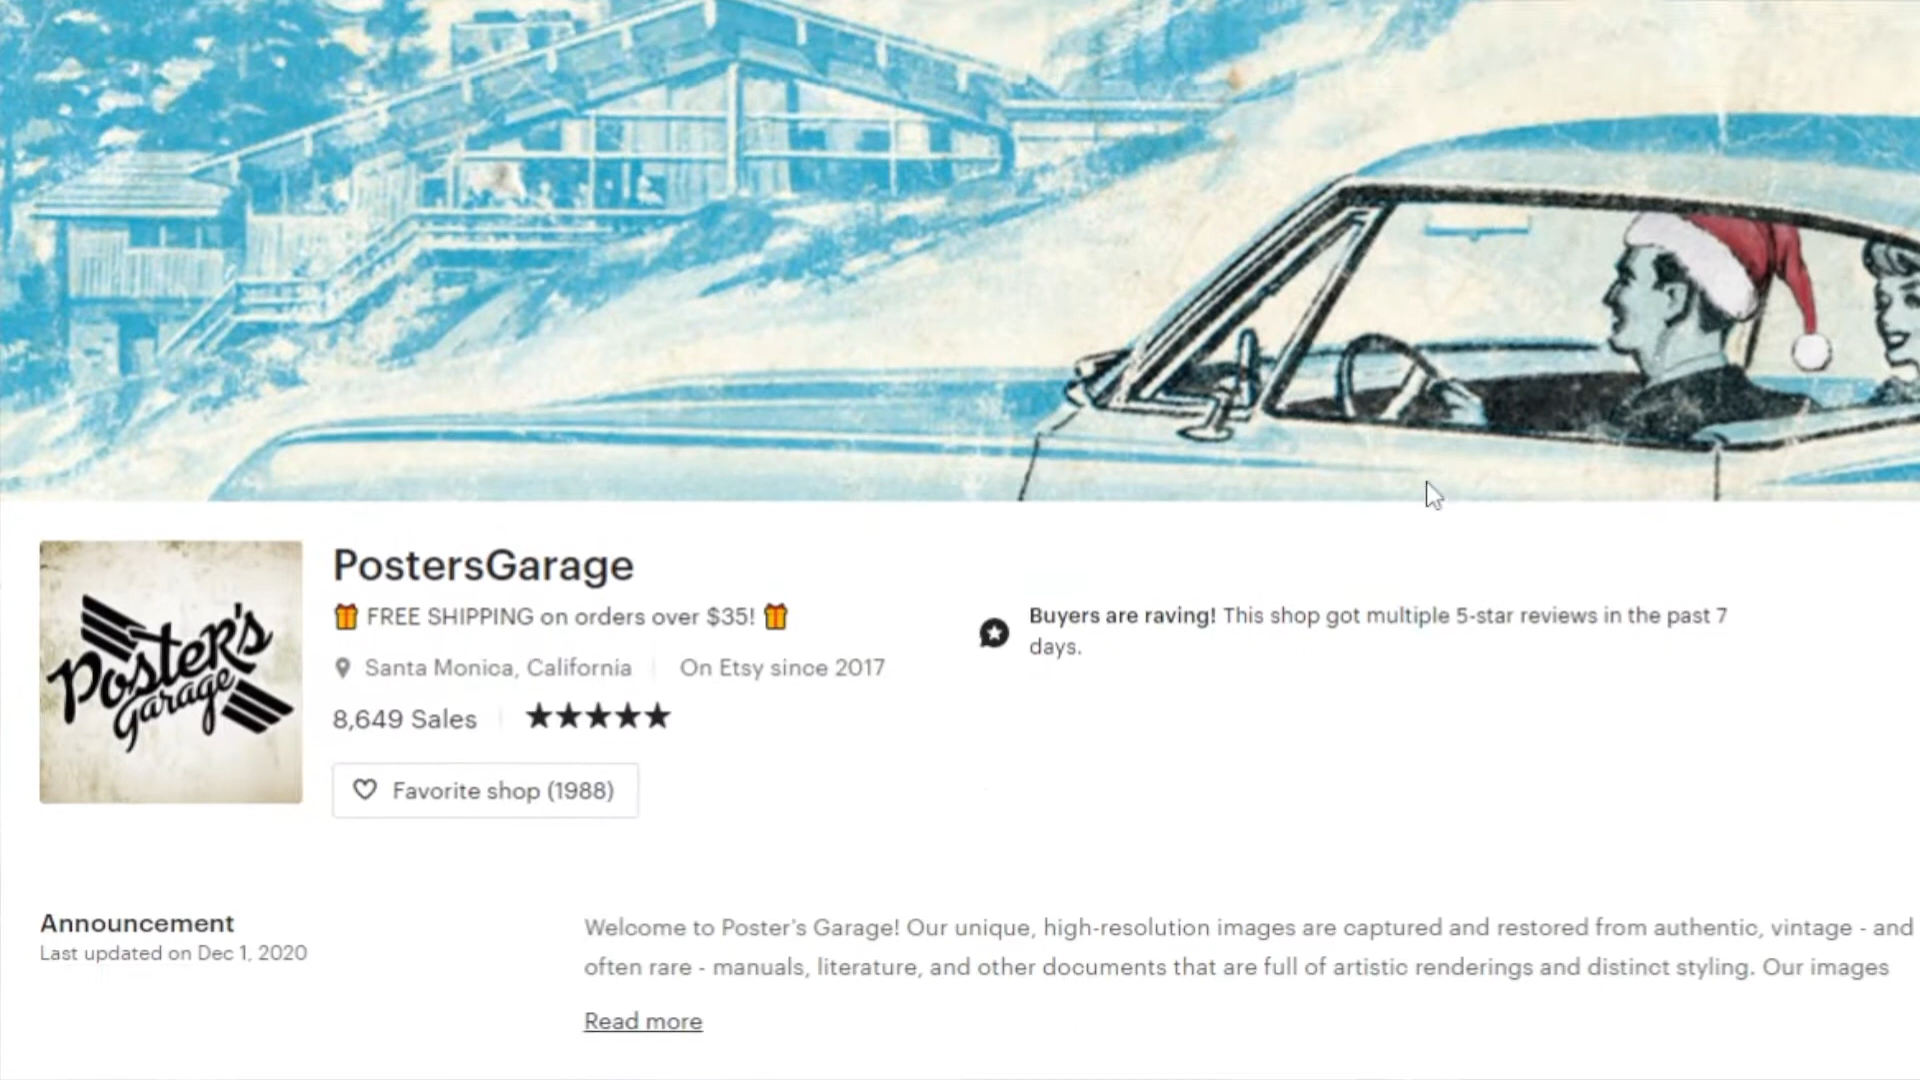 Poster's
Garage
PostersGarage
🎁 FREE SHIPPING on orders over $35! 🎁
Santa Monica, California
On Etsy since 2017
8,649 Sales
Favorite shop (1988)
Buyers are raving! This shop got multiple 5-star reviews in the past 7
days.
Announcement
Last updated on Dec 1, 2020
Welcome to Poster's Garage! Our unique, high-resolution images are captured and restored from authentic, vintage - and
often rare - manuals, literature, and other documents that are full of artistic renderings and distinct styling. Our images
Read more